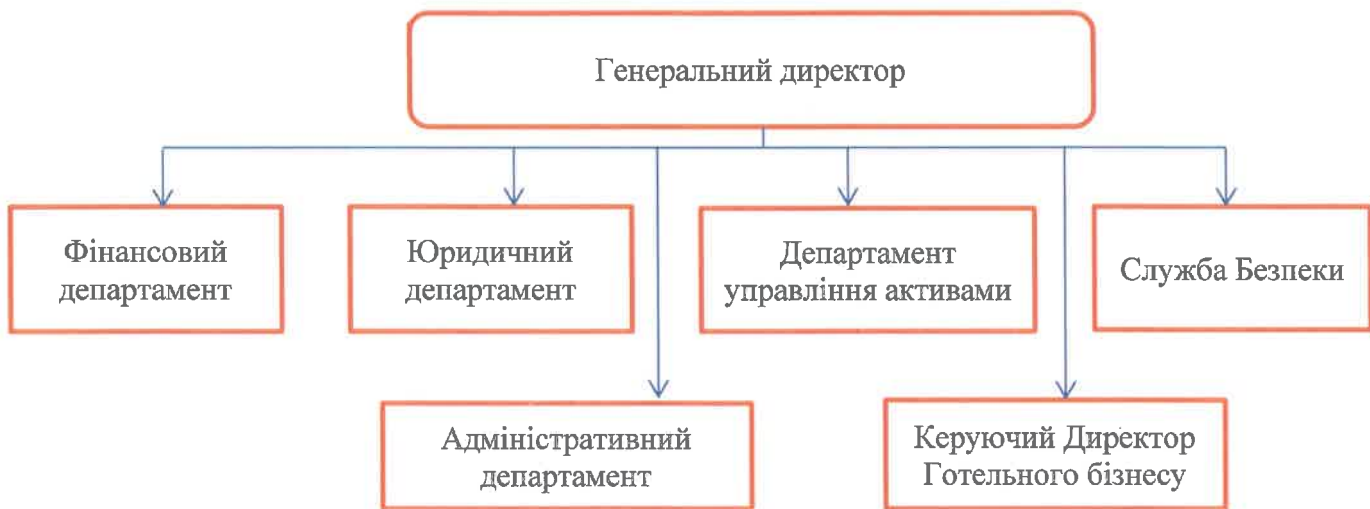 Генеральний директор
Фінансовий
департамент
Юридичний
департамент
Департамент
управління активами
Служба Безпеки
Адміністративний
департамент
Керуючий Директор
Готельного бізнесу